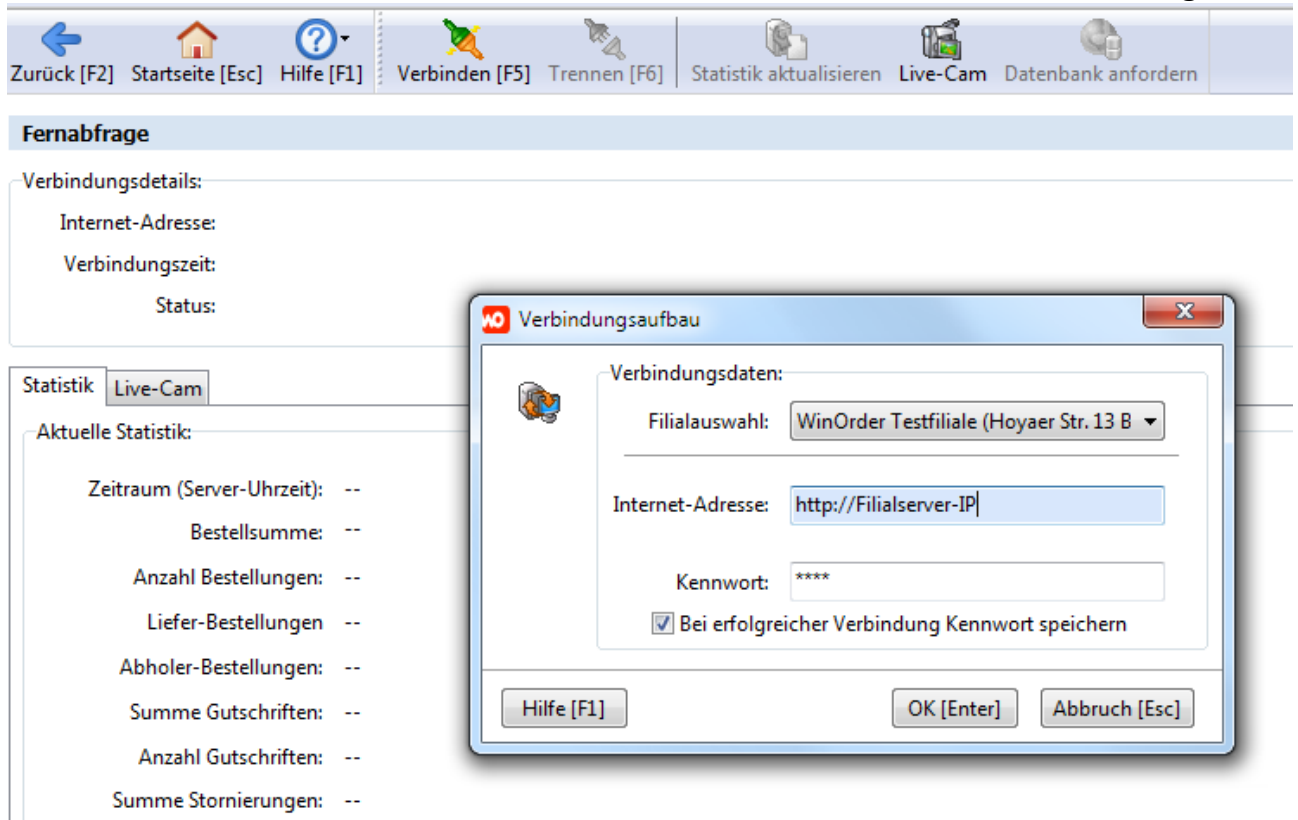 Zurück [F2] Startseite [Esc] Hilfe [F1] Verbinden [F5] Trennen [F6] Statistik aktualisieren Live-Cam Datenbank anfordern
Fernabfrage
Verbindungsdetails:
Internet-Adresse:
Verbindungszeit:
Status:
Statistik Live-Cam
Aktuelle Statistik:
Zeitraum (Server-Uhrzeit): --
Bestellsumme: --
Anzahl Bestellungen: --
Liefer-Bestellungen --
Abholer-Bestellungen: --
Summe Gutschriften: --
Anzahl Gutschriften: --
Summe Stornierungen: --
WO Verbindungsaufbau
Verbindungsdaten:
Filialauswahl: WinOrder Testfiliale (Hoyaer Str. 13 B
Internet-Adresse: http://Filialserver-IP
Kennwort: ****
Bei erfolgreicher Verbindung Kennwort speichern
Hilfe [F1] OK [Enter] Abbruch [Esc]